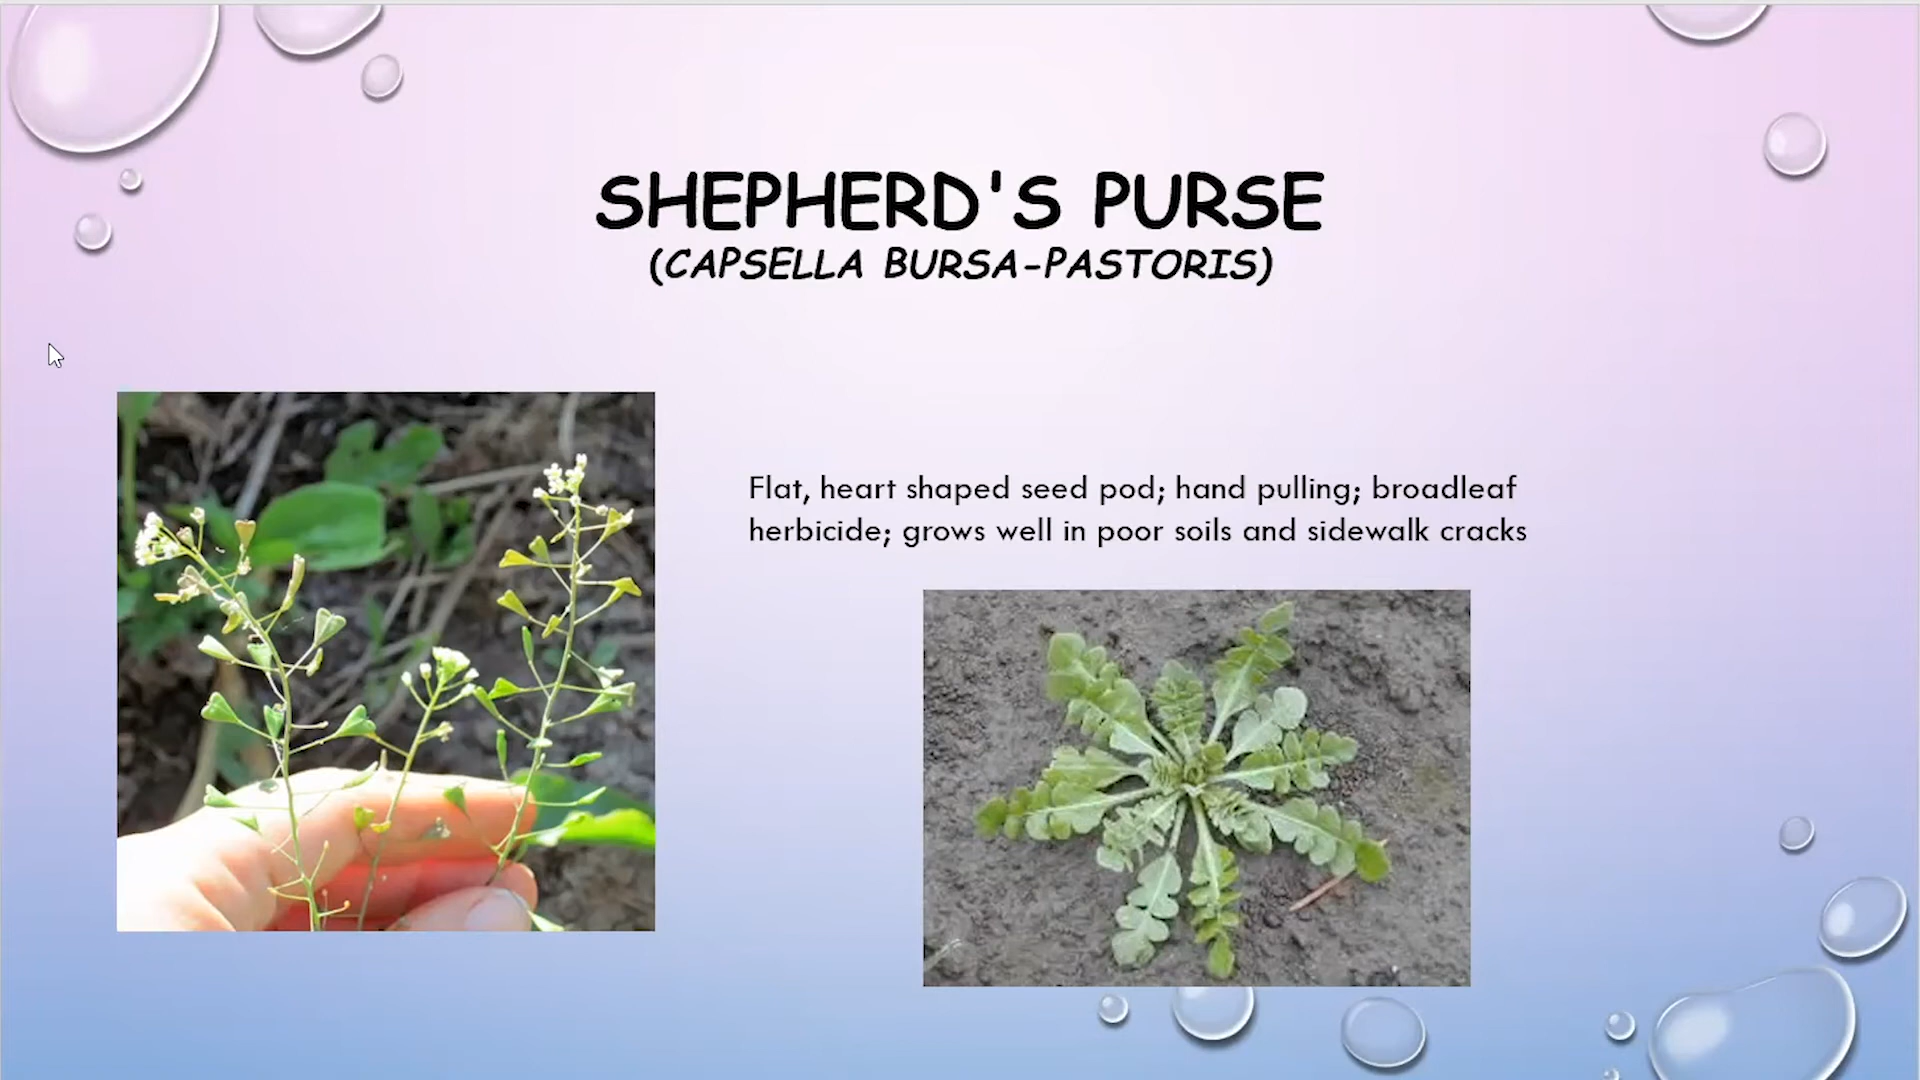 SHEPHERD'S PURSE
(CAPSELLA BURSA-PASTORIS)
Flat, heart shaped seed pod; hand pulling; broadleaf
herbicide; grows well in poor soils and sidewalk cracks